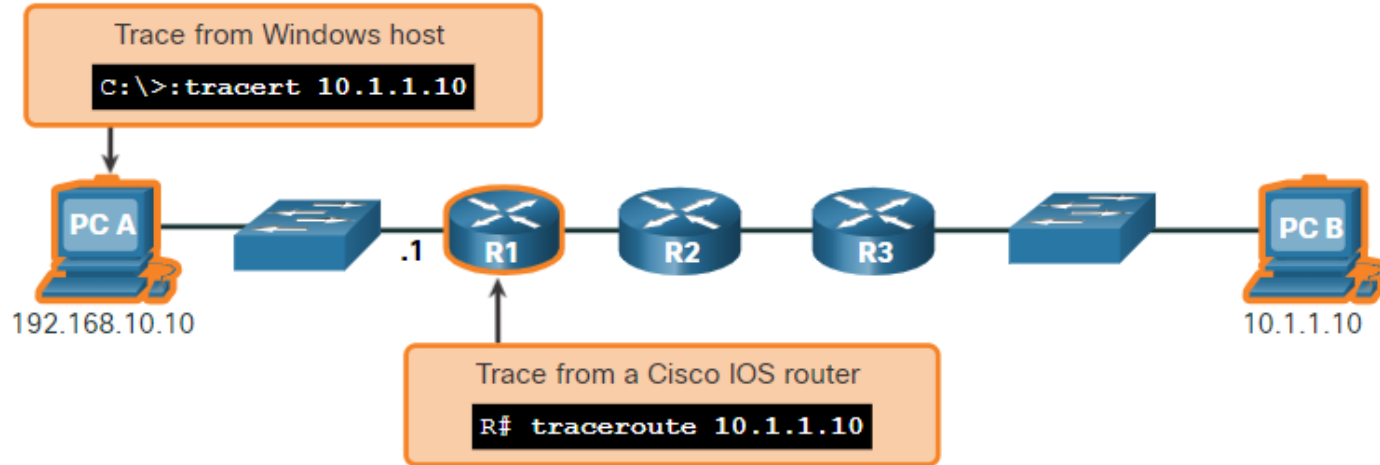 Trace from Windows host
C:\>:tracert 10.1.1.10
PC A
.1
R1
R2
R3
PC B
192.168.10.10
10.1.1.10
Trace from a Cisco IOS router
R# traceroute 10.1.1.10